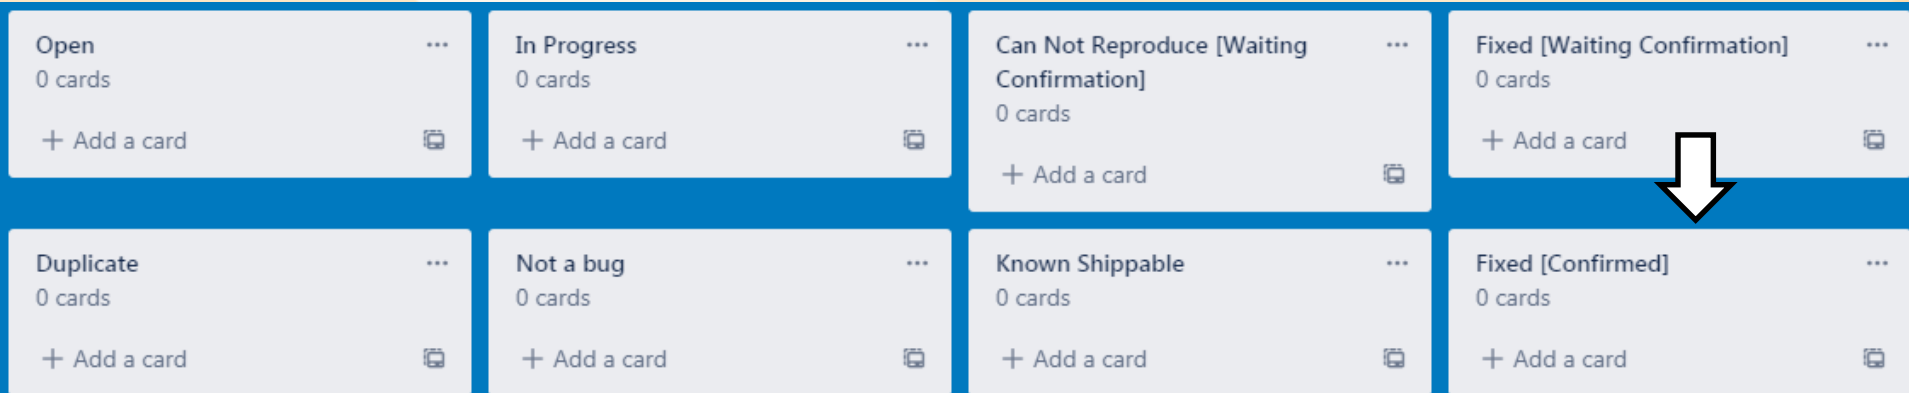 Open
0 cards
+ Add a card
In Progress
0 cards
+ Add a card
Can Not Reproduce [Waiting
Confirmation]
0 cards
+ Add a card
Fixed [Waiting Confirmation]
0 cards
+ Add a card
Duplicate
0 cards
+ Add a card
Not a bug
0 cards
+ Add a card
Known Shippable
0 cards
+ Add a card
Fixed [Confirmed]
0 cards
+ Add a card